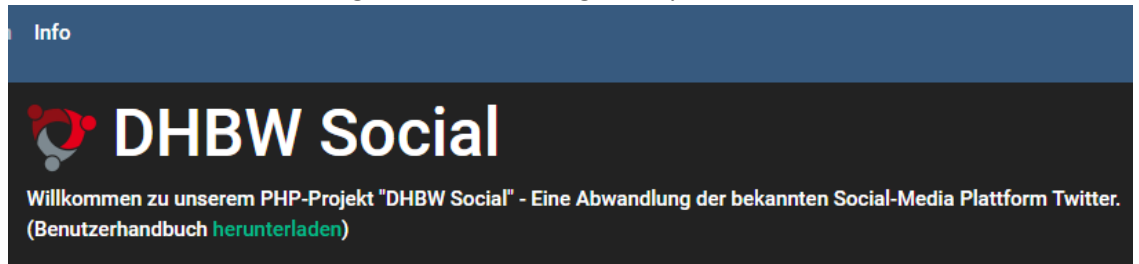 Info
DHBW Social
Willkommen zu unserem PHP-Projekt "DHBW Social" - Eine Abwandlung der bekannten Social-Media Plattform Twitter.
(Benutzerhandbuch herunterladen)